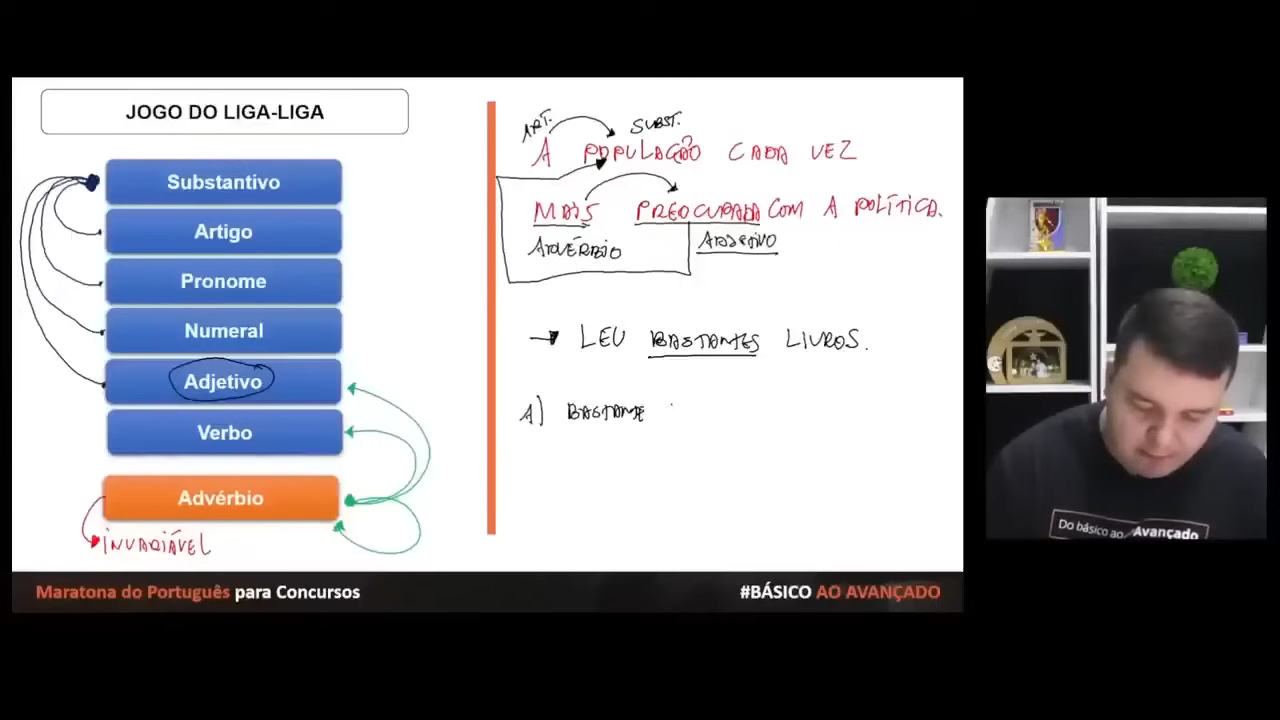 JOGO DO LIGA-LIGA
Substantivo
Artigo
Pronome
Numeral
Adjetivo
Verbo
Advérbio
INVARIÁVEL
ART. SUBST.
A POPULAÇÃO CADA VEZ
MAIS PREOCUPADA COM A POLÍTICA.
ADVÉRBIO ADJETIVO
→ LEU BASTANTES LIVROS.
A) BASTANTE
Maratona do Português para Concursos
#BÁSICO AO AVANÇADO
Do básico ao Avançado